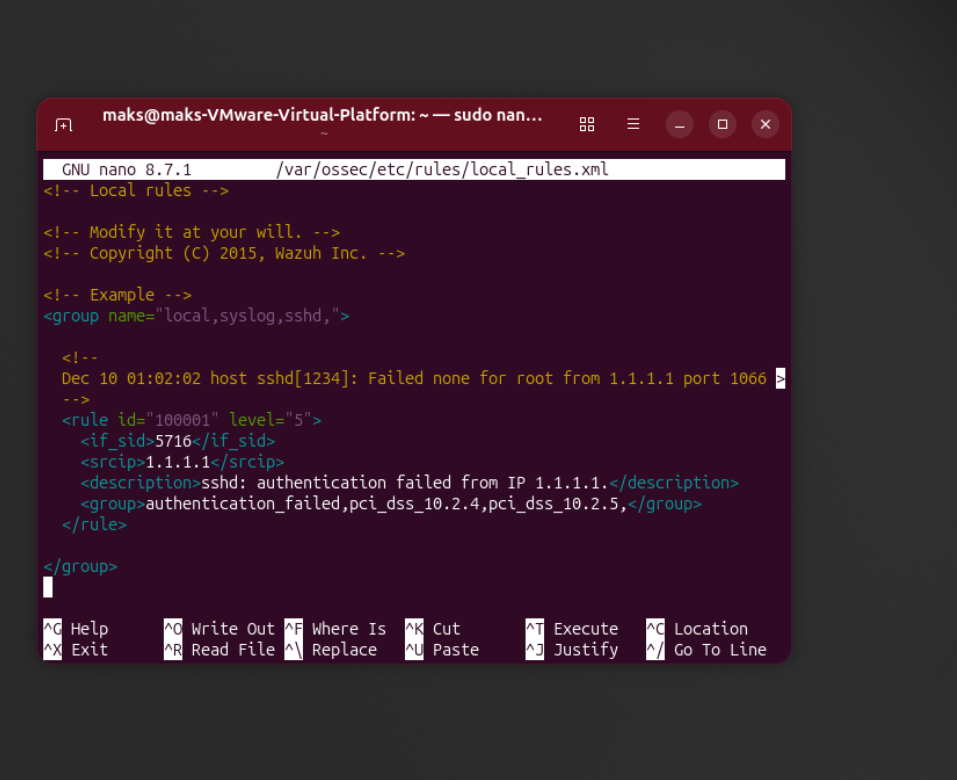 maks@maks-VMware-Virtual-Platform: ~ — sudo nan…
~
GNU nano 8.7.1 /var/ossec/etc/rules/local_rules.xml
<!-- Local rules -->
<!-- Modify it at your will. -->
<!-- Copyright (C) 2015, Wazuh Inc. -->
<!-- Example -->
<group name="local,syslog,sshd,">
  <!--
  Dec 10 01:02:02 host sshd[1234]: Failed none for root from 1.1.1.1 port 1066 >
  -->
  <rule id="100001" level="5">
    <if_sid>5716</if_sid>
    <srcip>1.1.1.1</srcip>
    <description>sshd: authentication failed from IP 1.1.1.1.</description>
    <group>authentication_failed,pci_dss_10.2.4,pci_dss_10.2.5,</group>
  </rule>
</group>
^G Help ^O Write Out ^F Where Is ^K Cut ^T Execute ^C Location
^X Exit ^R Read File ^\ Replace ^U Paste ^J Justify ^/ Go To Line